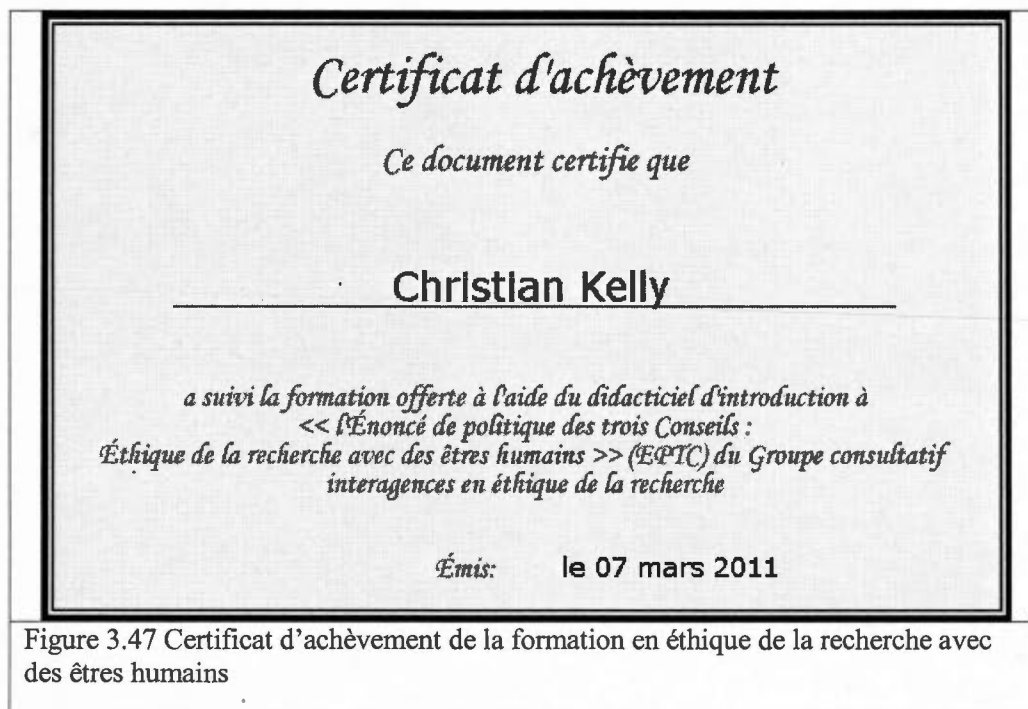 Certificat d'achèvement
Ce document certifie que
Christian Kelly
a suivi la formation offerte à l'aide du didacticiel d'introduction à
<< l'Énoncé de politique des trois Conseils :
Éthique de la recherche avec des êtres humains >> (EPTC) du Groupe consultatif
interagences en éthique de la recherche
Émis: le 07 mars 2011
Figure 3.47 Certificat d'achèvement de la formation en éthique de la recherche avec
des êtres humains